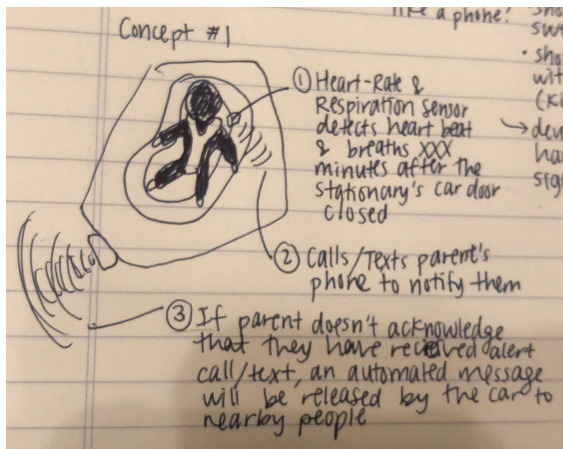 like a phone?
Concept #1
① Heart-Rate &
Respiration sensor
detects heart beat
& breaths XXX
minutes after the
stationary's car door
closed
② Calls/Texts parent's
phone to notify them
③ If parent doesn't acknowledge
that they have recieved alert
call/text, an automated message
will be released by the car to
nearby people